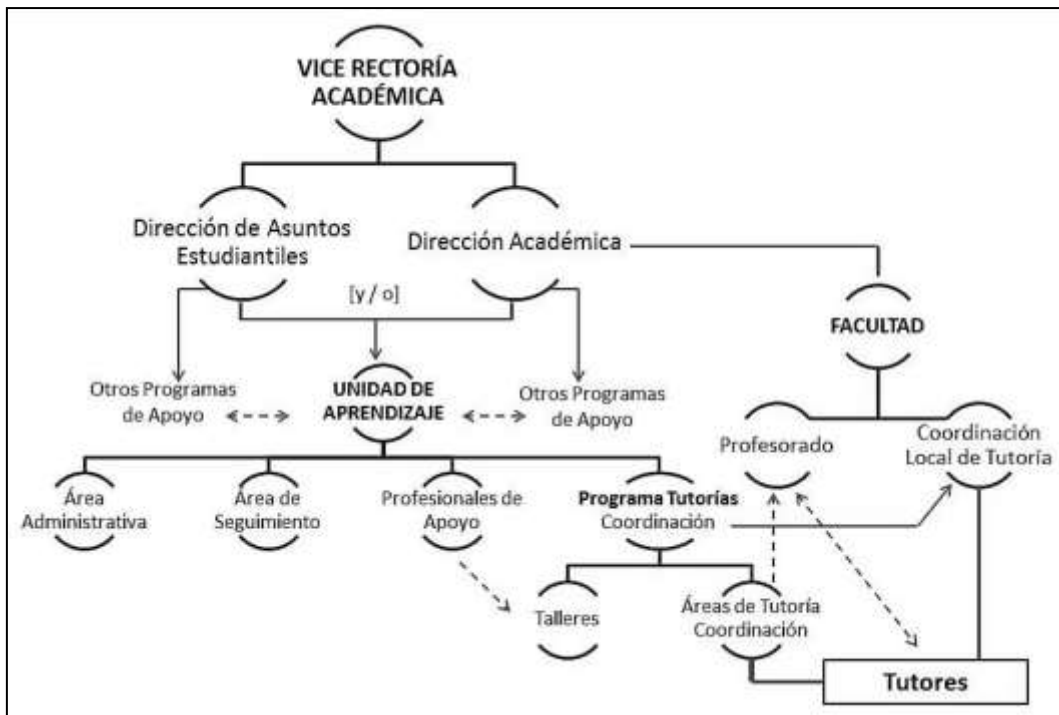 VICE RECTORÍA
ACADÉMICA
Dirección de Asuntos
Estudiantiles
Dirección Académica
[y / o]
FACULTAD
Otros Programas
de Apoyo
UNIDAD DE
APRENDIZAJE
Otros Programas
de Apoyo
Profesorado
Coordinación
Local de Tutoría
Área
Administrativa
Área de
Seguimiento
Profesionales de
Apoyo
Programa Tutorías
Coordinación
Talleres
Áreas de Tutoría
Coordinación
Tutores